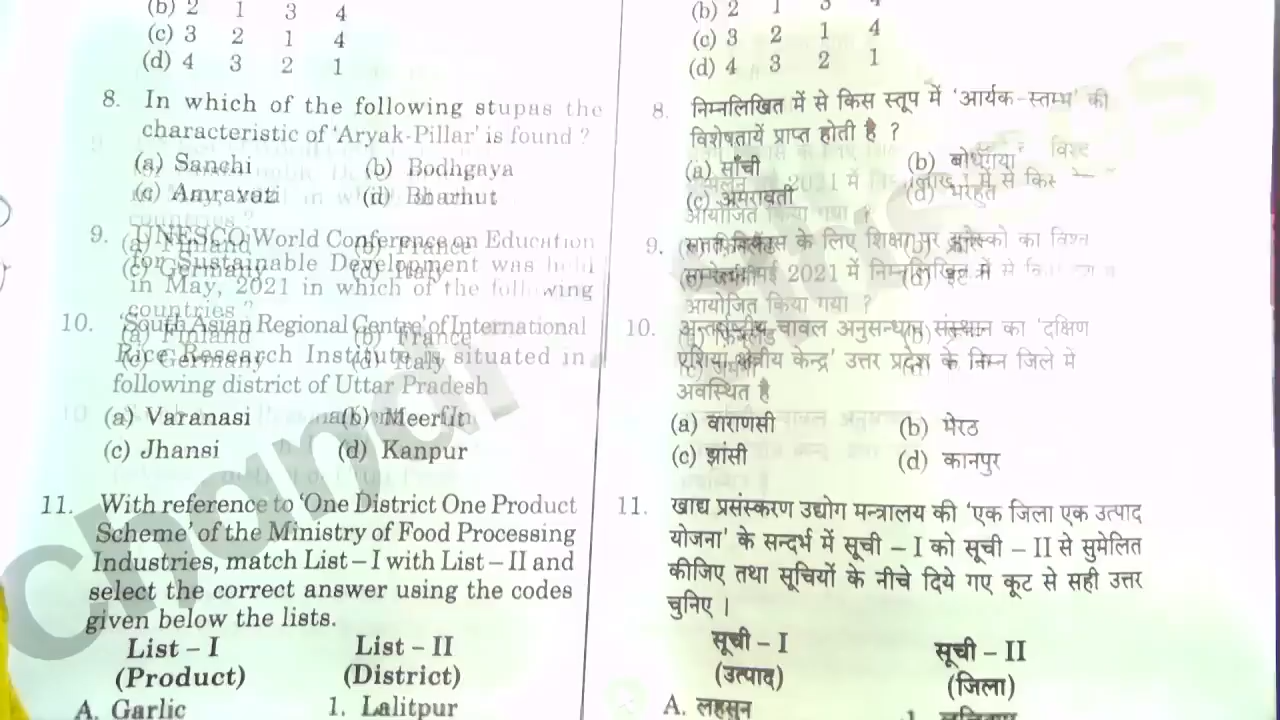 (b) 2 1 3 4
(c) 3 2 1 4
(d) 4 3 2 1
8. In which of the following stupas the
characteristic of 'Aryak-Pillar' is found ?
(a) Sanchi (b) Bodhgaya
(c) Amravati (d) Bharhut
9. UNESCO World Conference on Education
for Sustainable Development was held
in May, 2021 in which of the following
countries ?
(a) Finland (b) France
(c) Germany (d) Italy
10. 'South Asian Regional Centre' of International
Rice Research Institute is situated in
following district of Uttar Pradesh
(a) Varanasi (b) Meerut
(c) Jhansi (d) Kanpur
11. With reference to 'One District One Product
Scheme' of the Ministry of Food Processing
Industries, match List – I with List – II and
select the correct answer using the codes
given below the lists.
List – I List – II
(Product) (District)
A. Garlic 1. Lalitpur
(b) 2 1 3 4
(c) 3 2 1 4
(d) 4 3 2 1
8. निम्नलिखित में से किस स्तूप में 'आर्यक-स्तम्भ' की
विशेषतायें प्राप्त होती है ?
(a) साँची (b) बोधगया
(c) अमरावती (d) भरहुत
9. के लिए शिक्षा पर यूनेस्को का विश्व
मई 2021 में निम्नलिखित में से
आयोजित किया गया ?
10. अन्तर्राष्ट्रीय चावल अनुसन्धान संस्थान का 'दक्षिण
एशिया क्षेत्रीय केन्द्र' उत्तर प्रदेश के निम्न जिले में
अवस्थित है
(a) वाराणसी (b) मेरठ
(c) झांसी (d) कानपुर
11. खाद्य प्रसंस्करण उद्योग मन्त्रालय की 'एक जिला एक उत्पाद
योजना' के सन्दर्भ में सूची – I को सूची – II से सुमेलित
कीजिए तथा सूचियों के नीचे दिये गए कूट से सही उत्तर
चुनिए ।
सूची – I सूची – II
(उत्पाद) (जिला)
A. लहसुन 1.